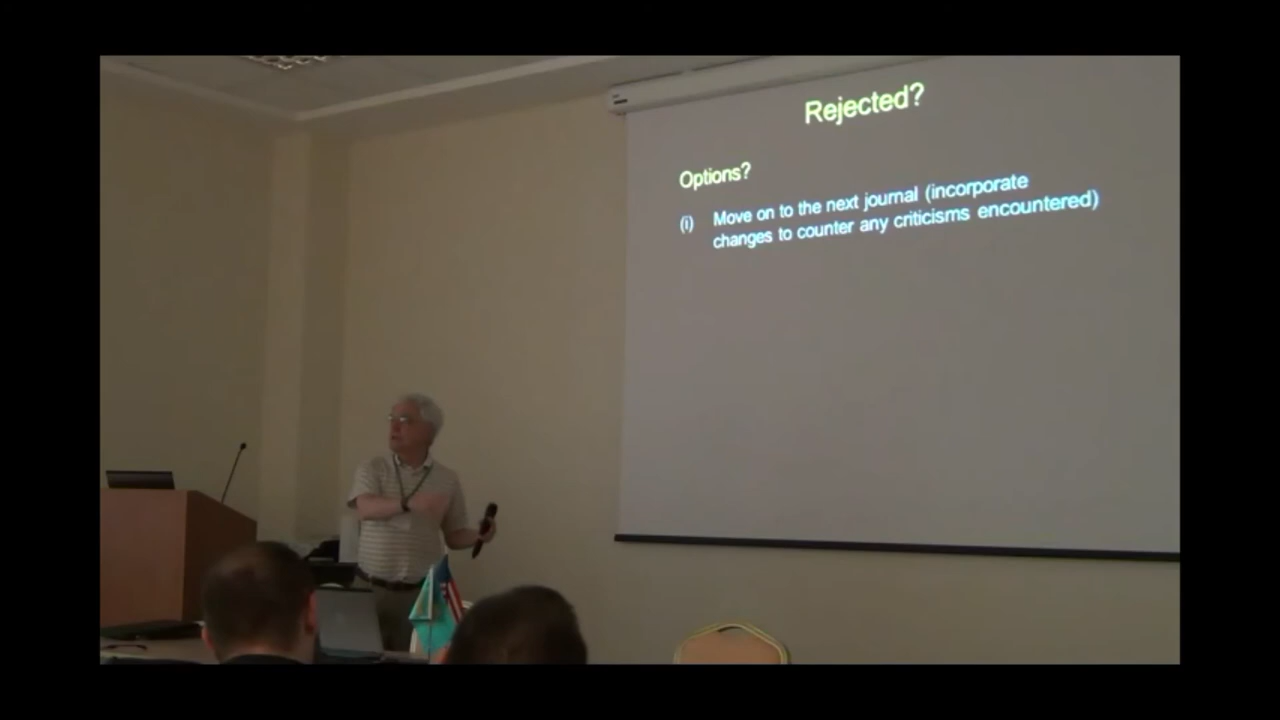 Rejected?
Options?
(i) Move on to the next journal (incorporate
changes to counter any criticisms encountered)